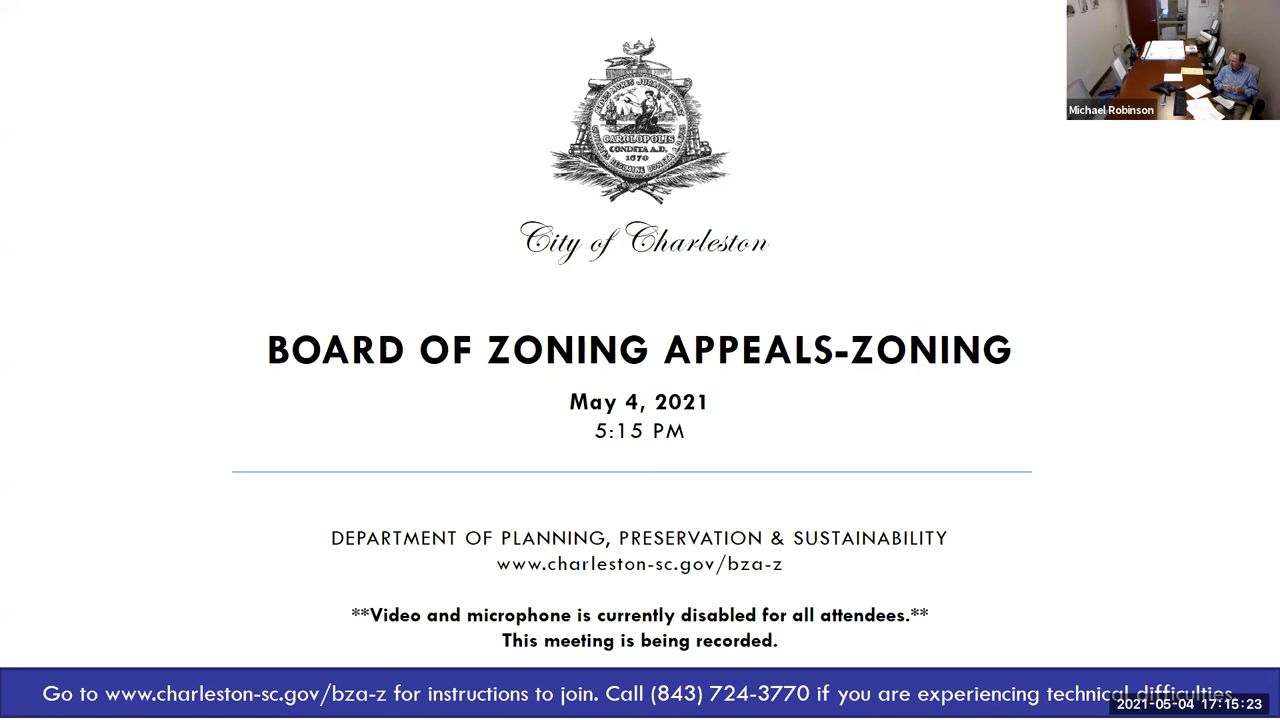 Michael Robinson
CAROLOPOLIS
CONDITA A.D.
1670
City of Charleston
BOARD OF ZONING APPEALS-ZONING
May 4, 2021
5:15 PM
DEPARTMENT OF PLANNING, PRESERVATION & SUSTAINABILITY
www.charleston-sc.gov/bza-z
**Video and microphone is currently disabled for all attendees.**
This meeting is being recorded.
Go to www.charleston-sc.gov/bza-z for instructions to join. Call (843) 724-3770 if you are experiencing technical difficulties.
2021-05-04 17:15:23